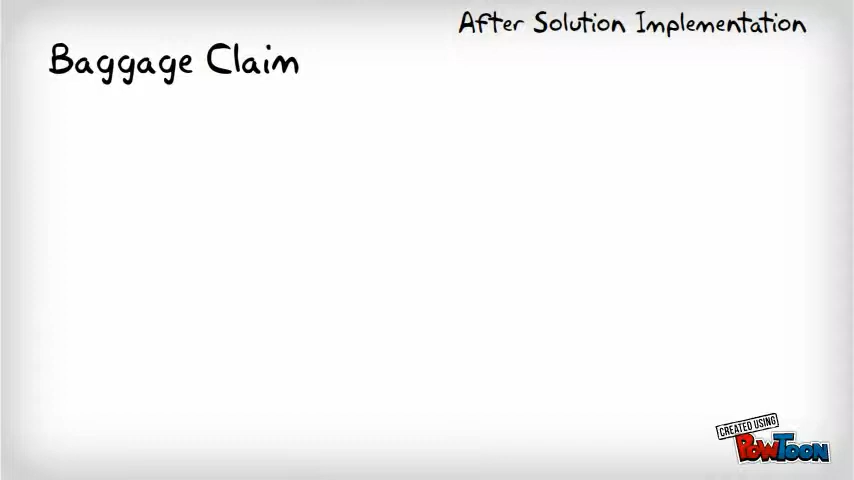 After Solution Implementation
Baggage Claim
CREATED USING
PowToon